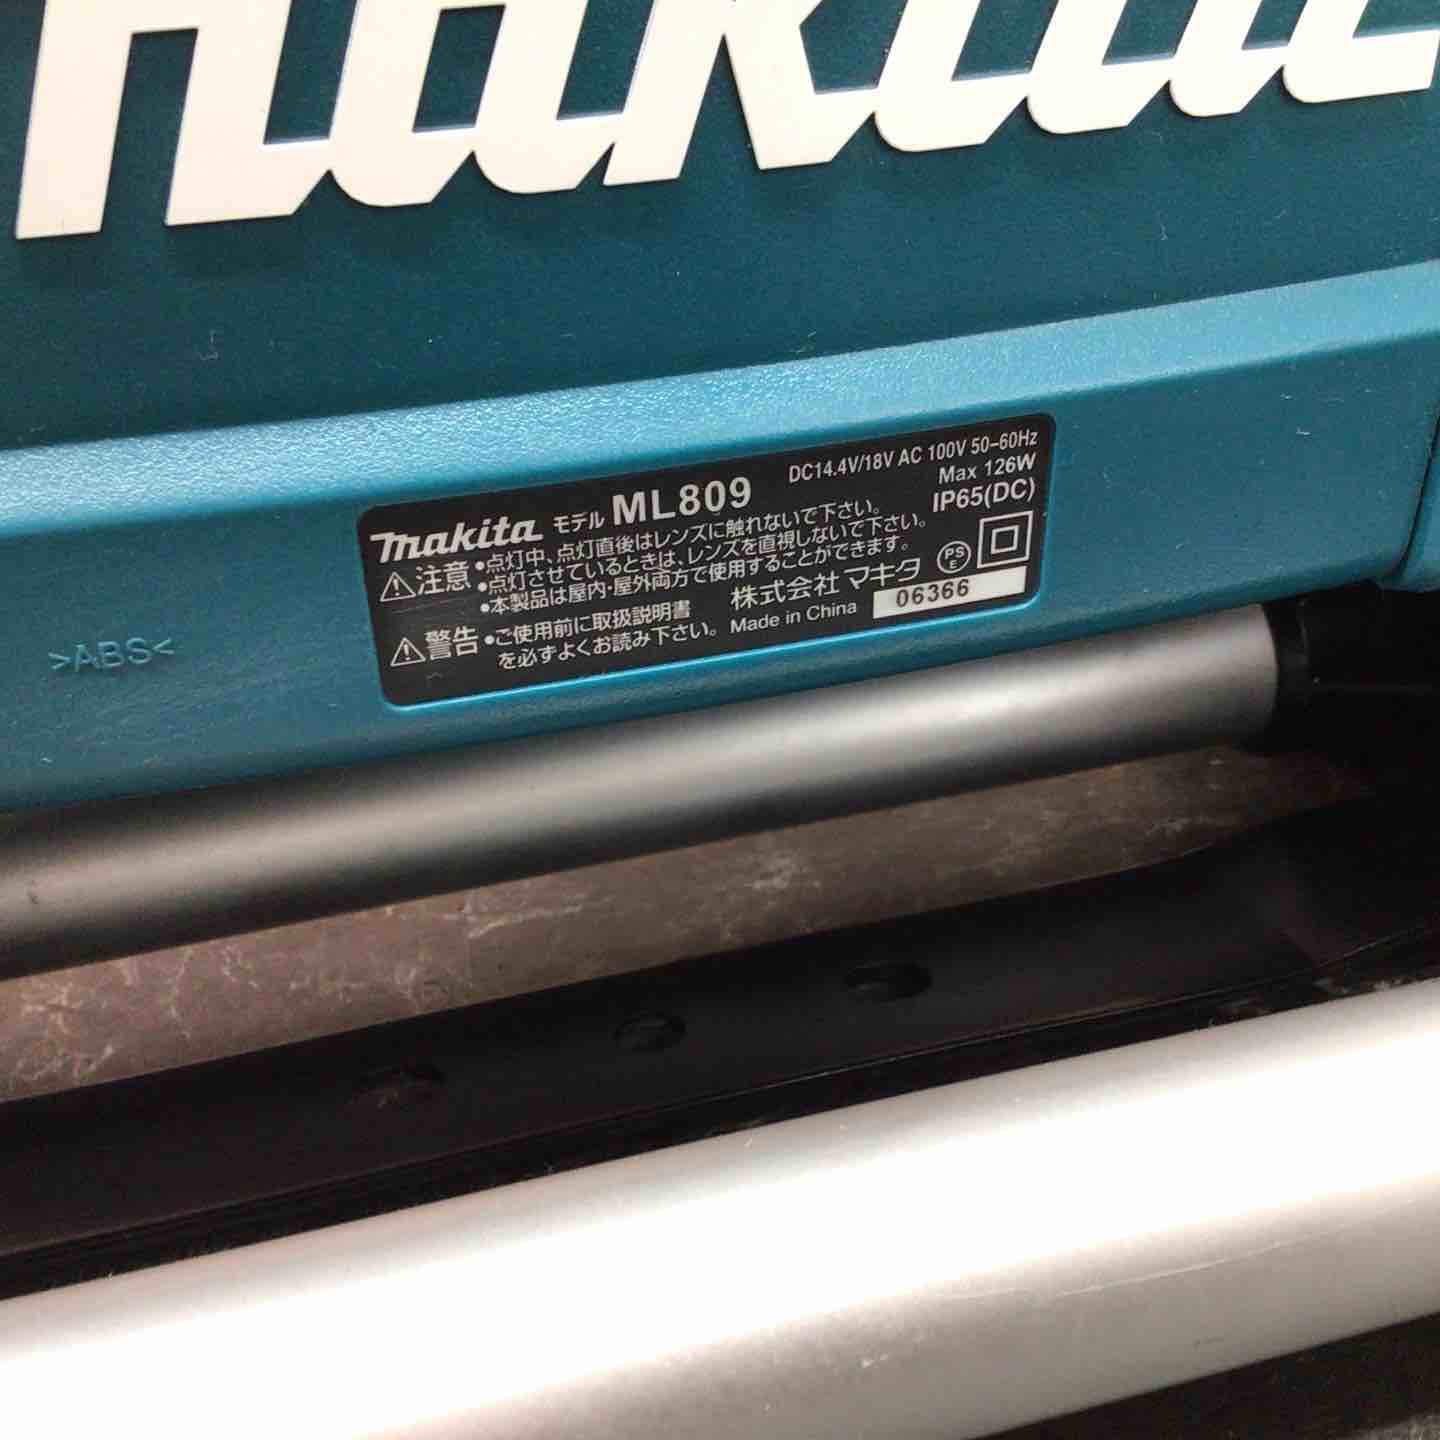 makita
makita モデル ML809 DC14.4V/18V AC 100V 50-60Hz
Max 126W
IP65(DC)
⚠注意 •点灯中、点灯直後はレンズに触れないで下さい。
•点灯させているときは、レンズを直視しないで下さい。
•本製品は屋内・屋外両方で使用することができます。
PS
E
⚠警告 •ご使用前に取扱説明書
を必ずよくお読み下さい。
株式会社 マキタ
Made in China 06366
>ABS<